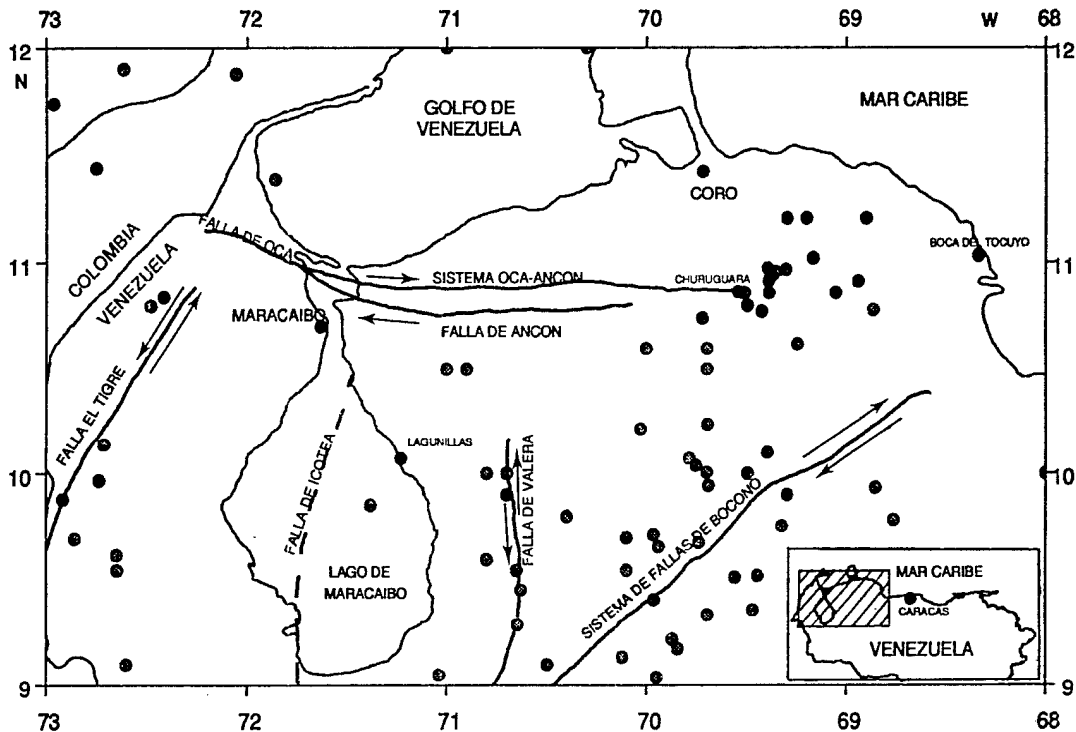 73 72 71 70 69 W 68
12 12
N
GOLFO DE
VENEZUELA
MAR CARIBE
CORO
COLOMBIA
VENEZUELA
FALLA DE OCA
BOCA DEL TOCUYO
11 11
SISTEMA OCA-ANCON
CHURUGUARA
MARACAIBO
FALLA DE ANCON
FALLA EL TIGRE
FALLA DE ICOTEA
LAGUNILLAS
FALLA DE VALERA
10 10
SISTEMA DE FALLAS DE BOCONO
LAGO DE
MARACAIBO
MAR CARIBE
CARACAS
VENEZUELA
9 9
73 72 71 70 69 68